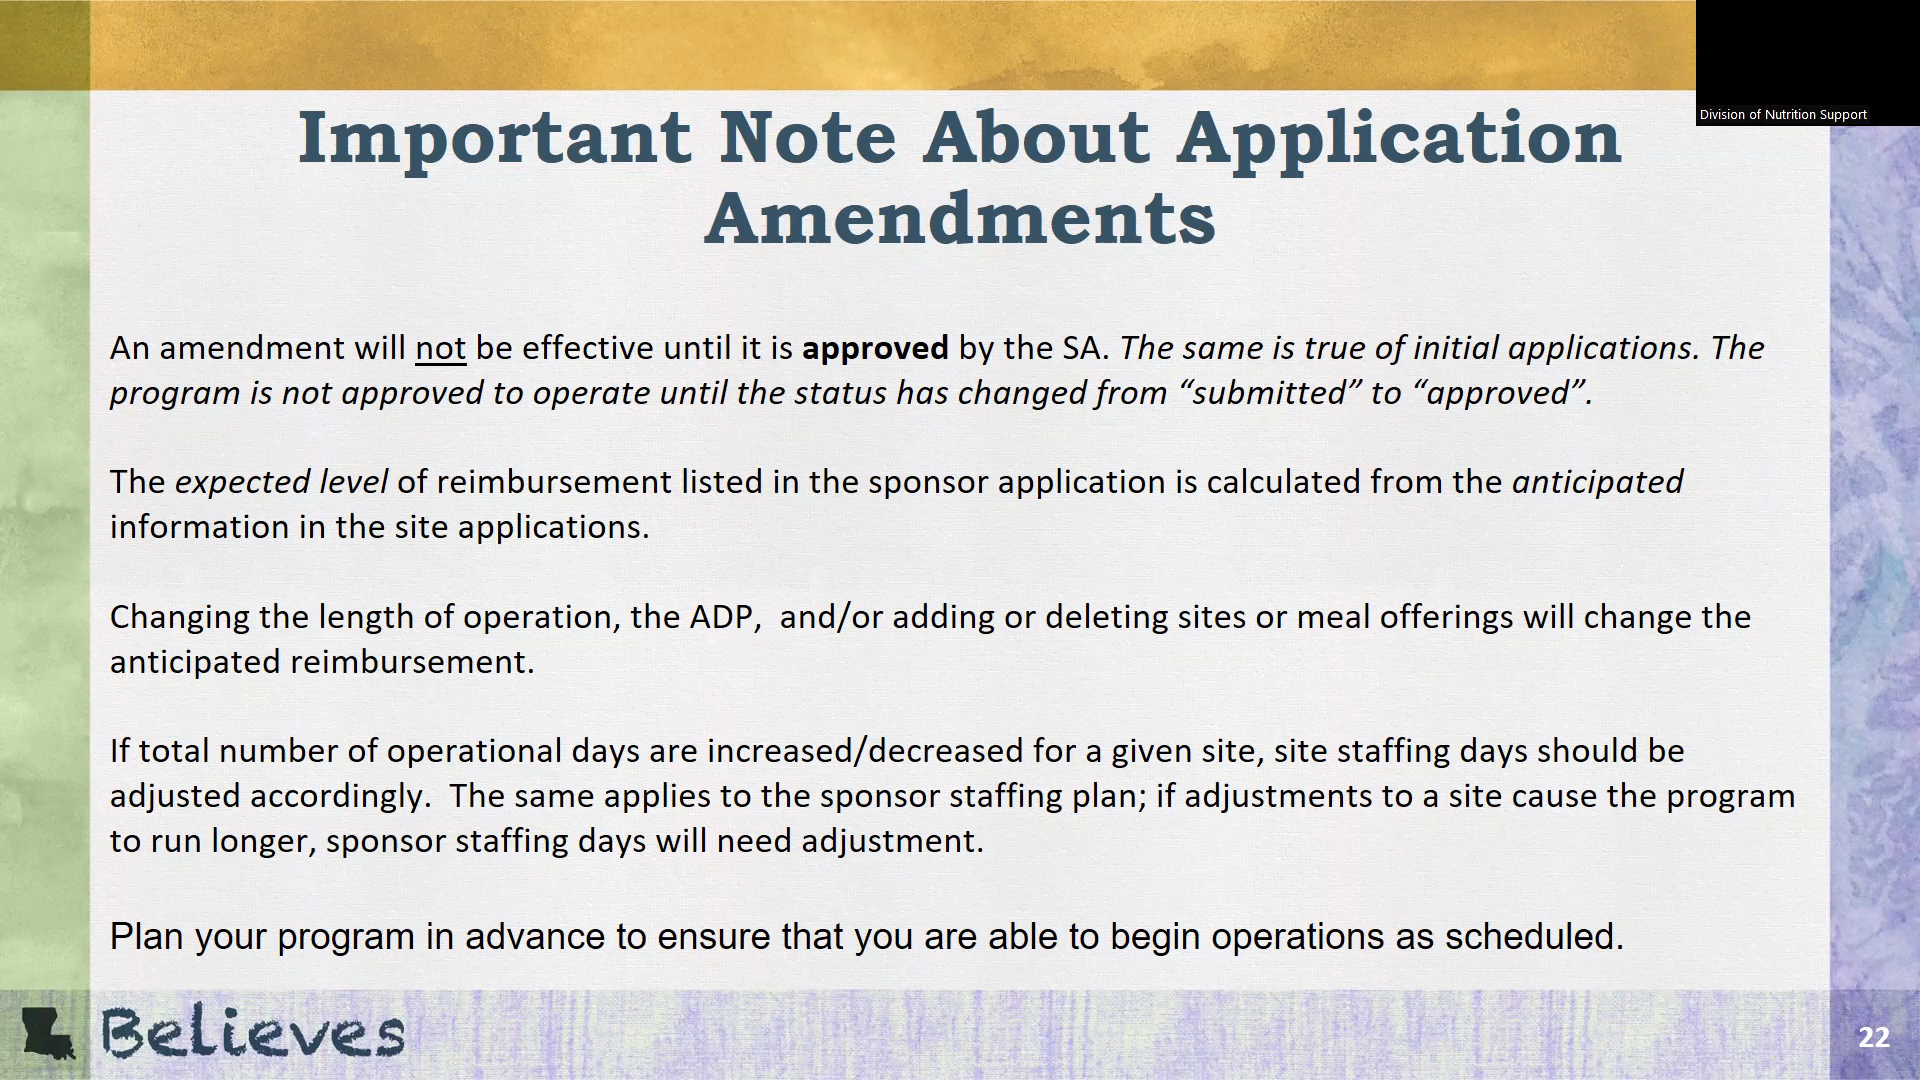 Division of Nutrition Support
Important Note About Application
Amendments
An amendment will not be effective until it is approved by the SA. The same is true of initial applications. The
program is not approved to operate until the status has changed from “submitted” to “approved”.
The expected level of reimbursement listed in the sponsor application is calculated from the anticipated
information in the site applications.
Changing the length of operation, the ADP,  and/or adding or deleting sites or meal offerings will change the
anticipated reimbursement.
If total number of operational days are increased/decreased for a given site, site staffing days should be
adjusted accordingly.  The same applies to the sponsor staffing plan; if adjustments to a site cause the program
to run longer, sponsor staffing days will need adjustment.
Plan your program in advance to ensure that you are able to begin operations as scheduled.
Believes
22